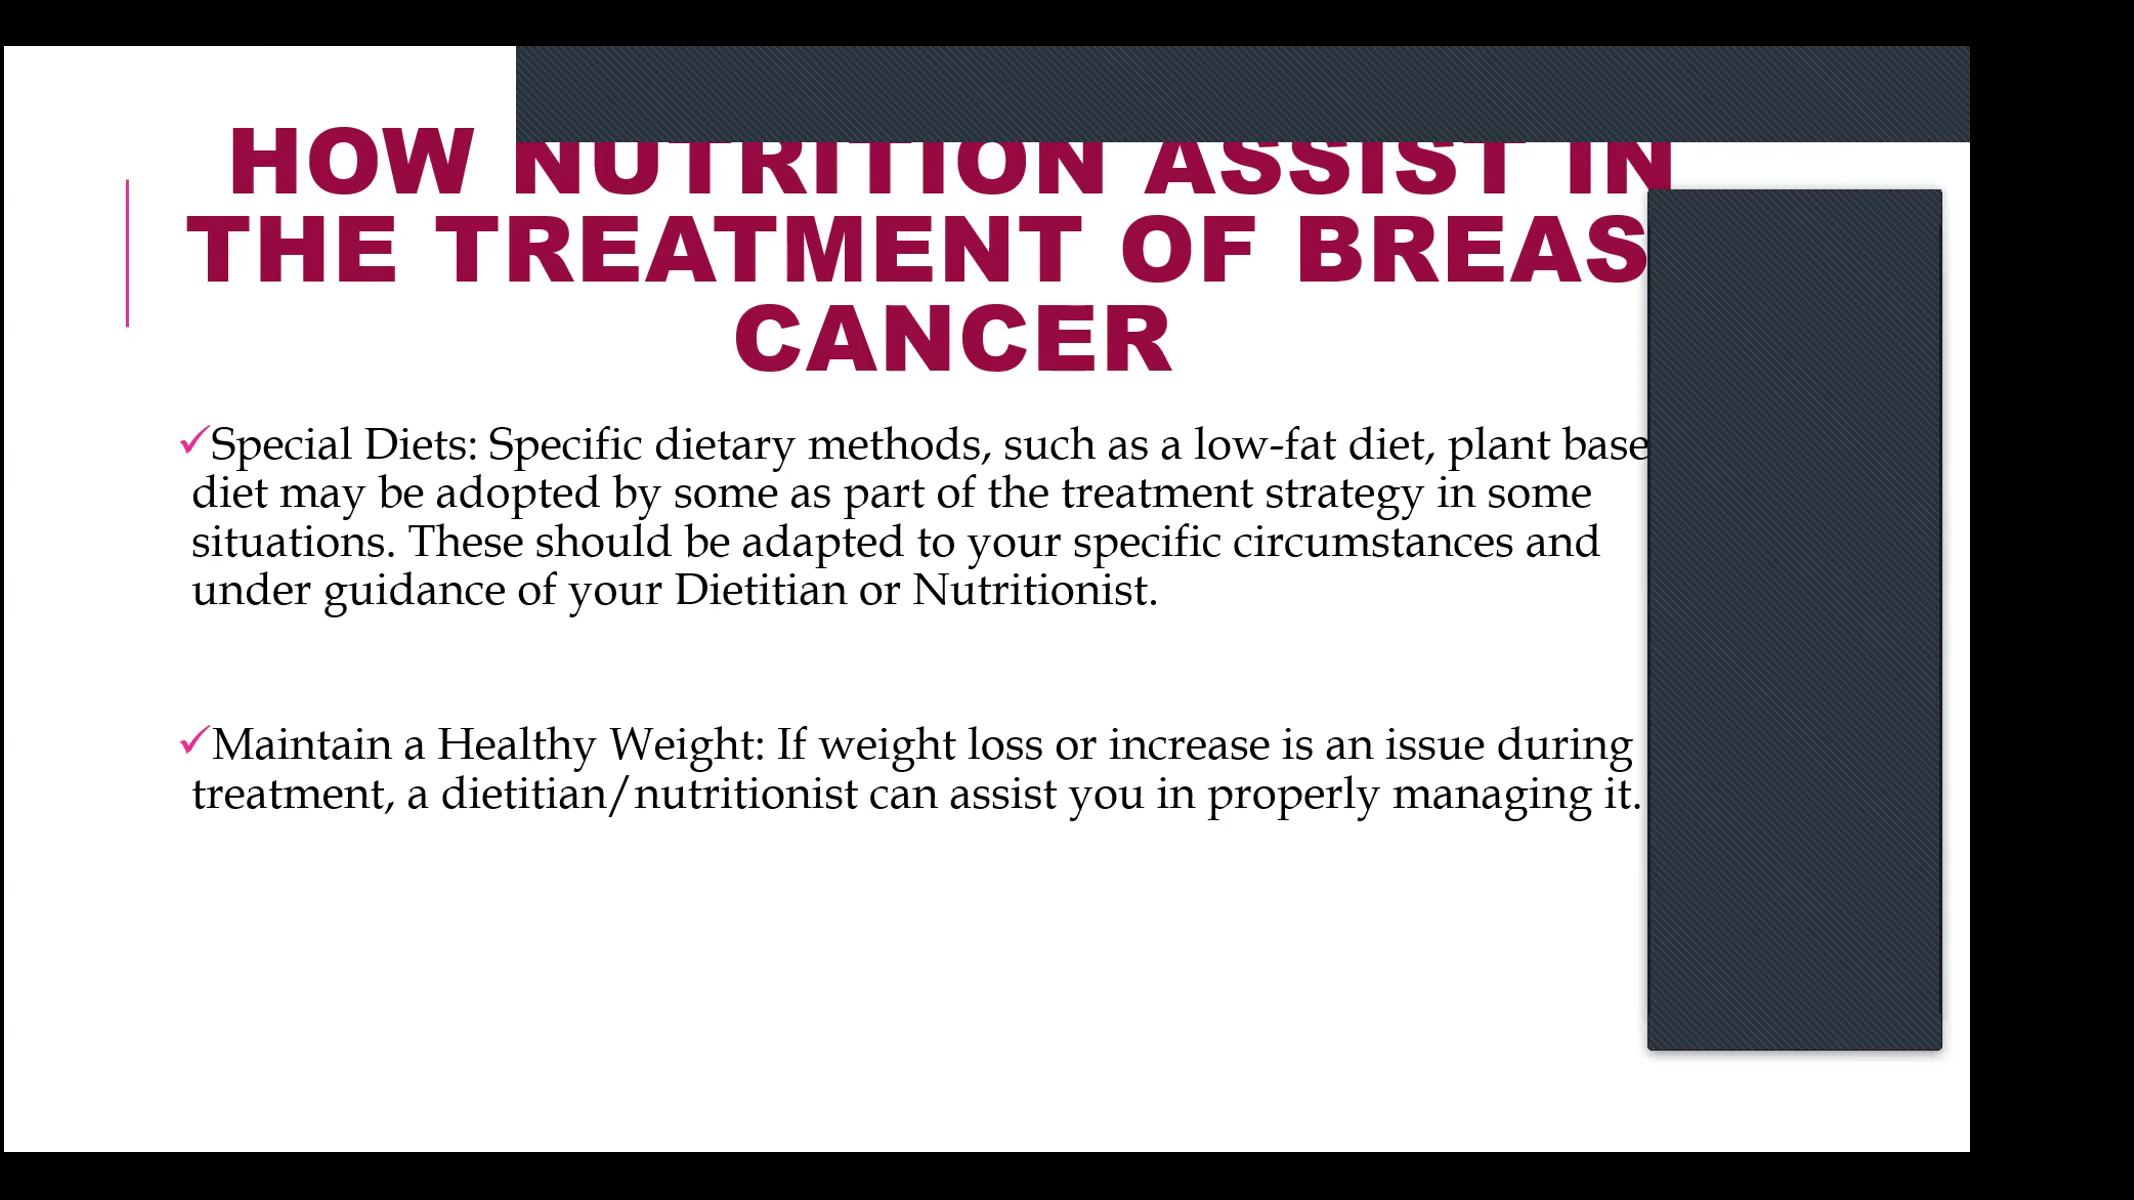 HOW NUTRITION ASSIST IN
THE TREATMENT OF BREAS
CANCER
✓Special Diets: Specific dietary methods, such as a low-fat diet, plant base
diet may be adopted by some as part of the treatment strategy in some
situations. These should be adapted to your specific circumstances and
under guidance of your Dietitian or Nutritionist.
✓Maintain a Healthy Weight: If weight loss or increase is an issue during
treatment, a dietitian/nutritionist can assist you in properly managing it.